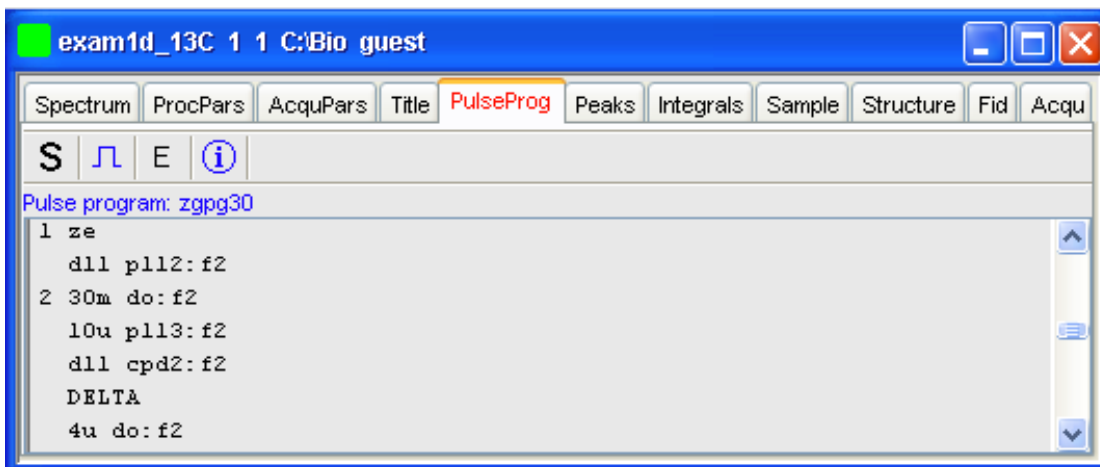 exam1d_13C 1 1 C:\Bio guest
Spectrum ProcPars AcquPars Title PulseProg Peaks Integrals Sample Structure Fid Acqu
S E i
Pulse program: zgpg30
1 ze
d11 pl12:f2
2 30m do:f2
10u pl13:f2
d11 cpd2:f2
DELTA
4u do:f2